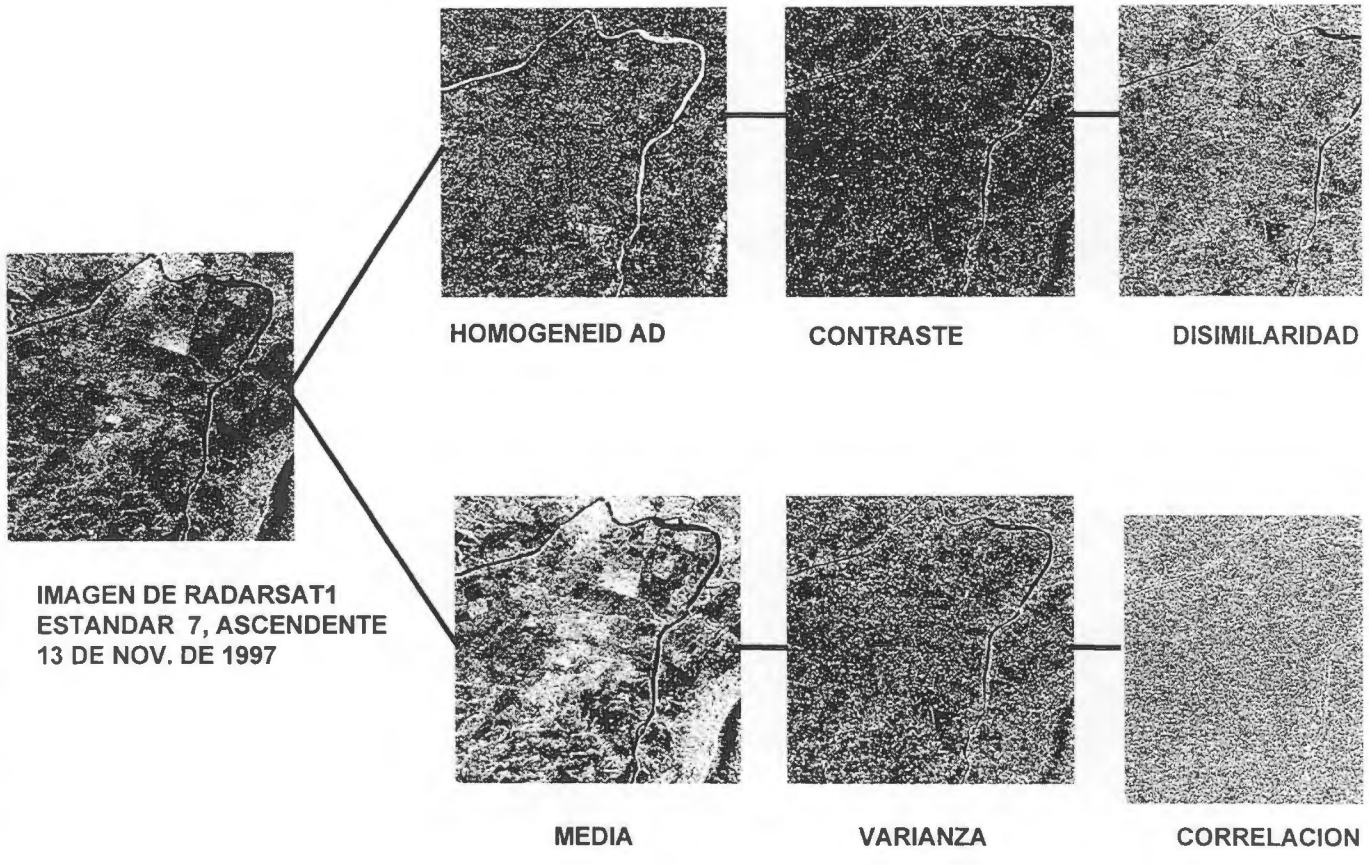 HOMOGENEID AD
CONTRASTE
DISIMILARIDAD
IMAGEN DE RADARSAT1
ESTANDAR 7, ASCENDENTE
13 DE NOV. DE 1997
MEDIA
VARIANZA
CORRELACION